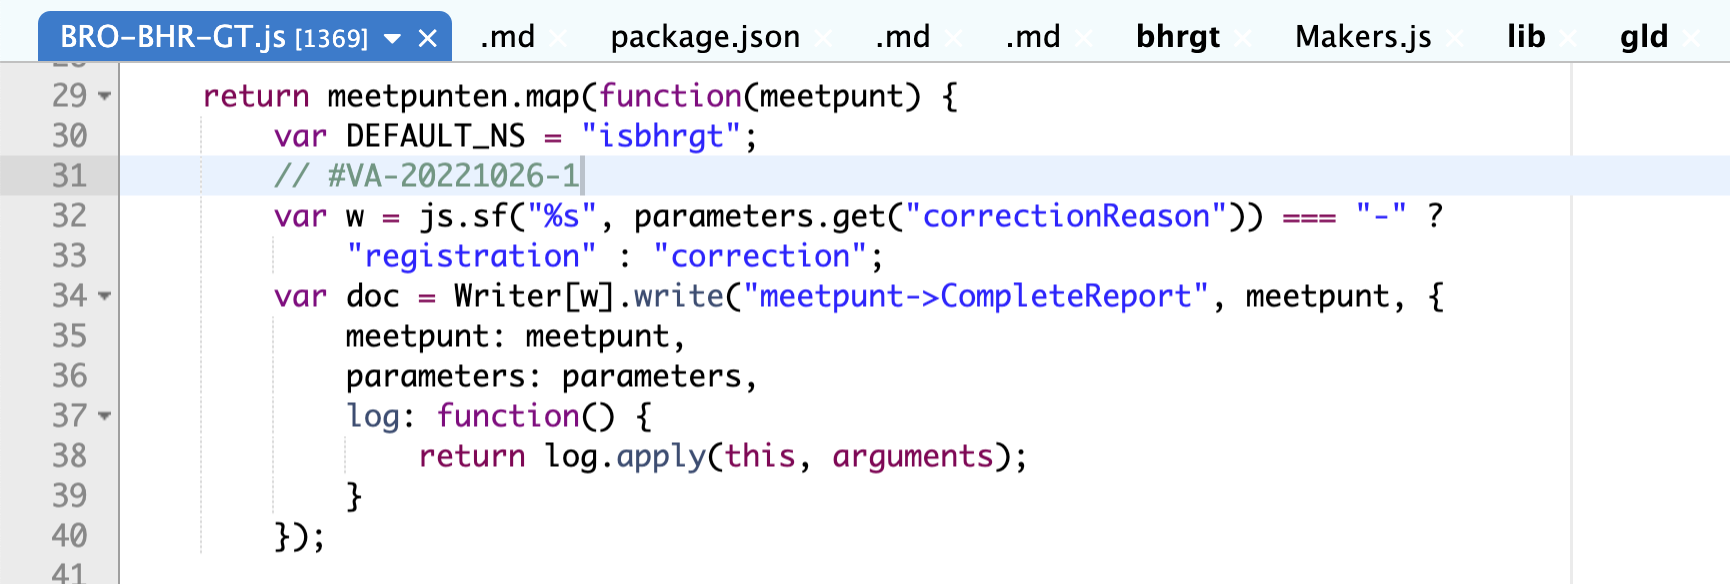 BRO-BHR-GT.js [1369] .md package.json .md .md bhrgt Makers.js lib gld
29 return meetpunten.map(function(meetpunt) {
30 var DEFAULT_NS = "isbhrgt";
31 // #VA-20221026-1
32 var w = js.sf("%s", parameters.get("correctionReason")) === "-" ?
33 "registration" : "correction";
34 var doc = Writer[w].write("meetpunt->CompleteReport", meetpunt, {
35 meetpunt: meetpunt,
36 parameters: parameters,
37 log: function() {
38 return log.apply(this, arguments);
39 }
40 });
41